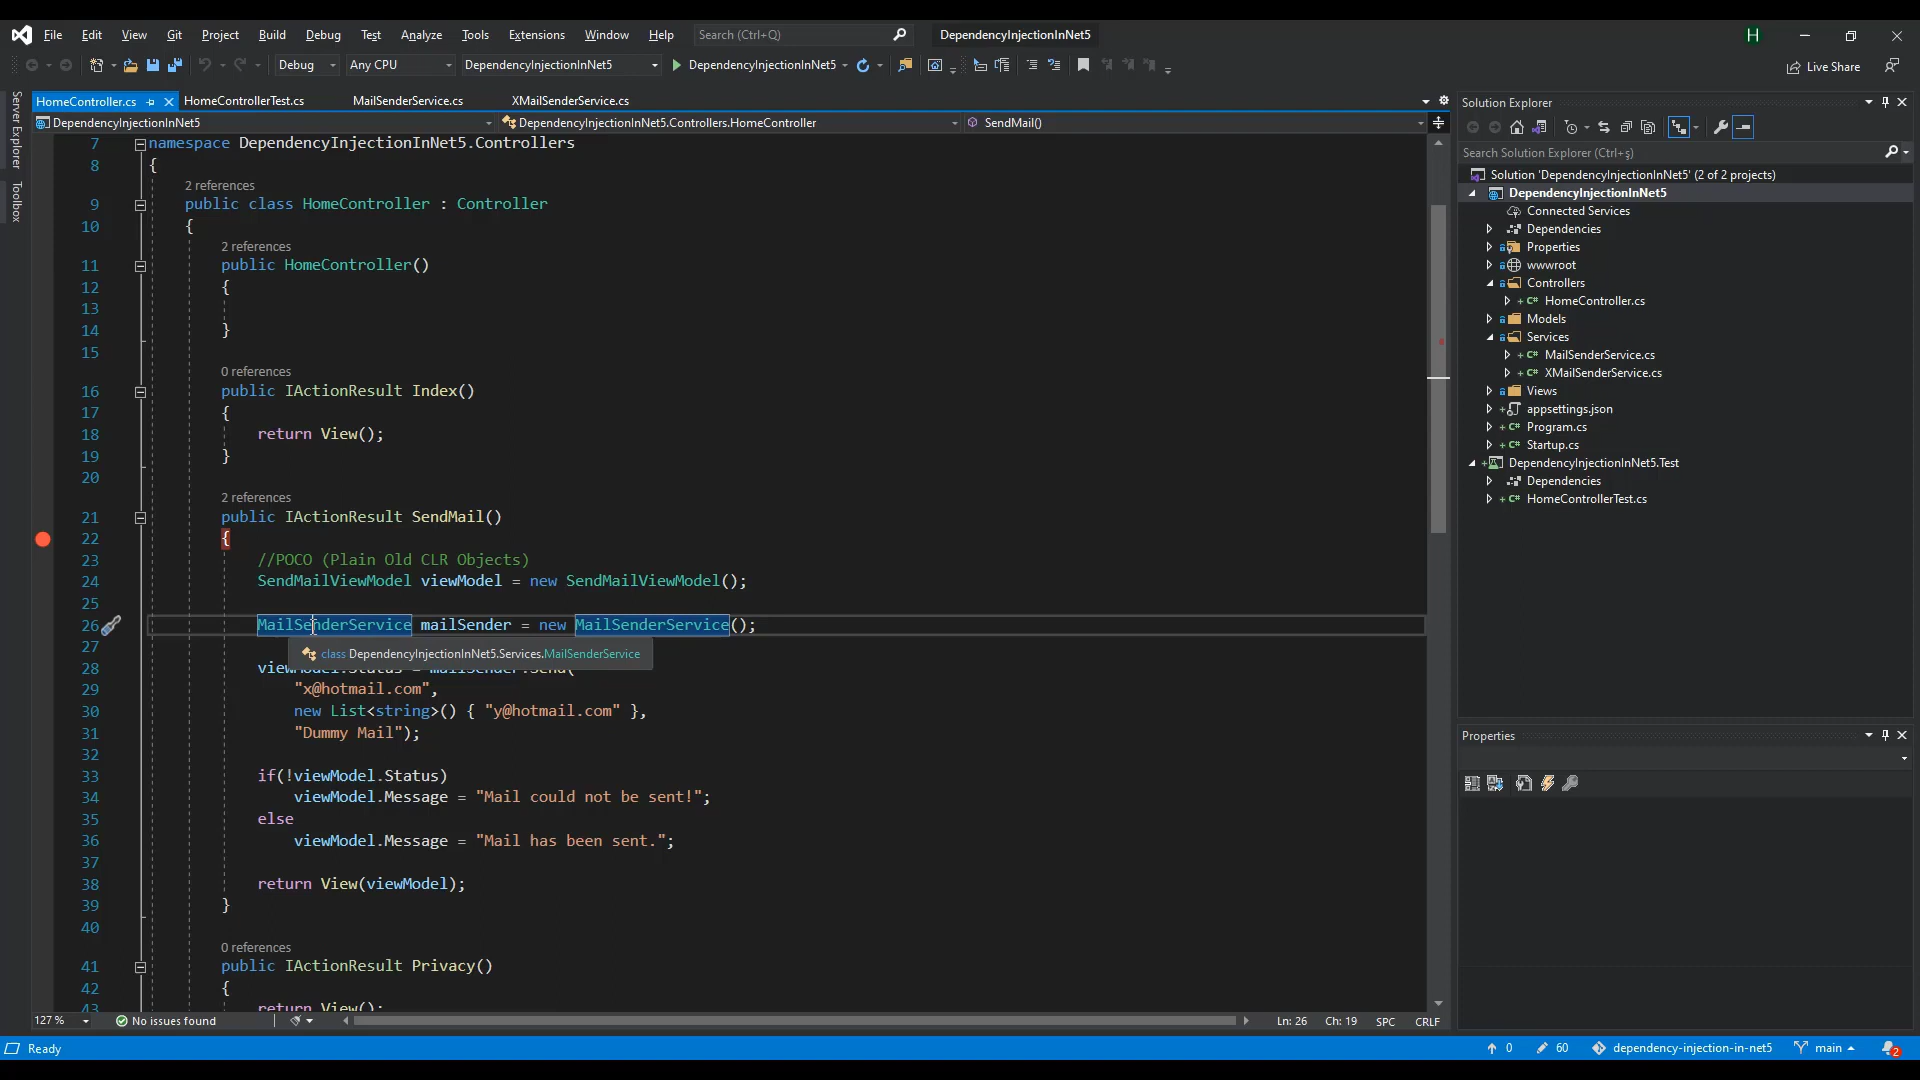 File Edit View Git Project Build Debug Test Analyze Tools Extensions Window Help Search (Ctrl+Q) DependencyInjectionInNet5 H
Debug Any CPU DependencyInjectionInNet5 DependencyInjectionInNet5 Live Share
Server Explorer
Toolbox
HomeController.cs HomeControllerTest.cs MailSenderService.cs XMailSenderService.cs
DependencyInjectionInNet5 DependencyInjectionInNet5.Controllers.HomeController SendMail()
7 namespace DependencyInjectionInNet5.Controllers
8 {
2 references
9 public class HomeController : Controller
10 {
2 references
11 public HomeController()
12 {
13
14 }
15
0 references
16 public IActionResult Index()
17 {
18 return View();
19 }
20
2 references
21 public IActionResult SendMail()
22 {
23 //POCO (Plain Old CLR Objects)
24 SendMailViewModel viewModel = new SendMailViewModel();
25
26 MailSenderService mailSender = new MailSenderService();
27 class DependencyInjectionInNet5.Services.MailSenderService
28 viewModel.Status = mailSender.Send(
29 "x@hotmail.com",
30 new List<string>() { "y@hotmail.com" },
31 "Dummy Mail");
32
33 if(!viewModel.Status)
34 viewModel.Message = "Mail could not be sent!";
35 else
36 viewModel.Message = "Mail has been sent.";
37
38 return View(viewModel);
39 }
40
0 references
41 public IActionResult Privacy()
42 {
43 return View();
127 % No issues found Ln: 26 Ch: 19 SPC CRLF
Solution Explorer
Search Solution Explorer (Ctrl+ş)
Solution 'DependencyInjectionInNet5' (2 of 2 projects)
DependencyInjectionInNet5
Connected Services
Dependencies
Properties
wwwroot
Controllers
C# HomeController.cs
Models
Services
C# MailSenderService.cs
C# XMailSenderService.cs
Views
appsettings.json
C# Program.cs
C# Startup.cs
DependencyInjectionInNet5.Test
Dependencies
C# HomeControllerTest.cs
Properties
Ready 0 60 dependency-injection-in-net5 main 2